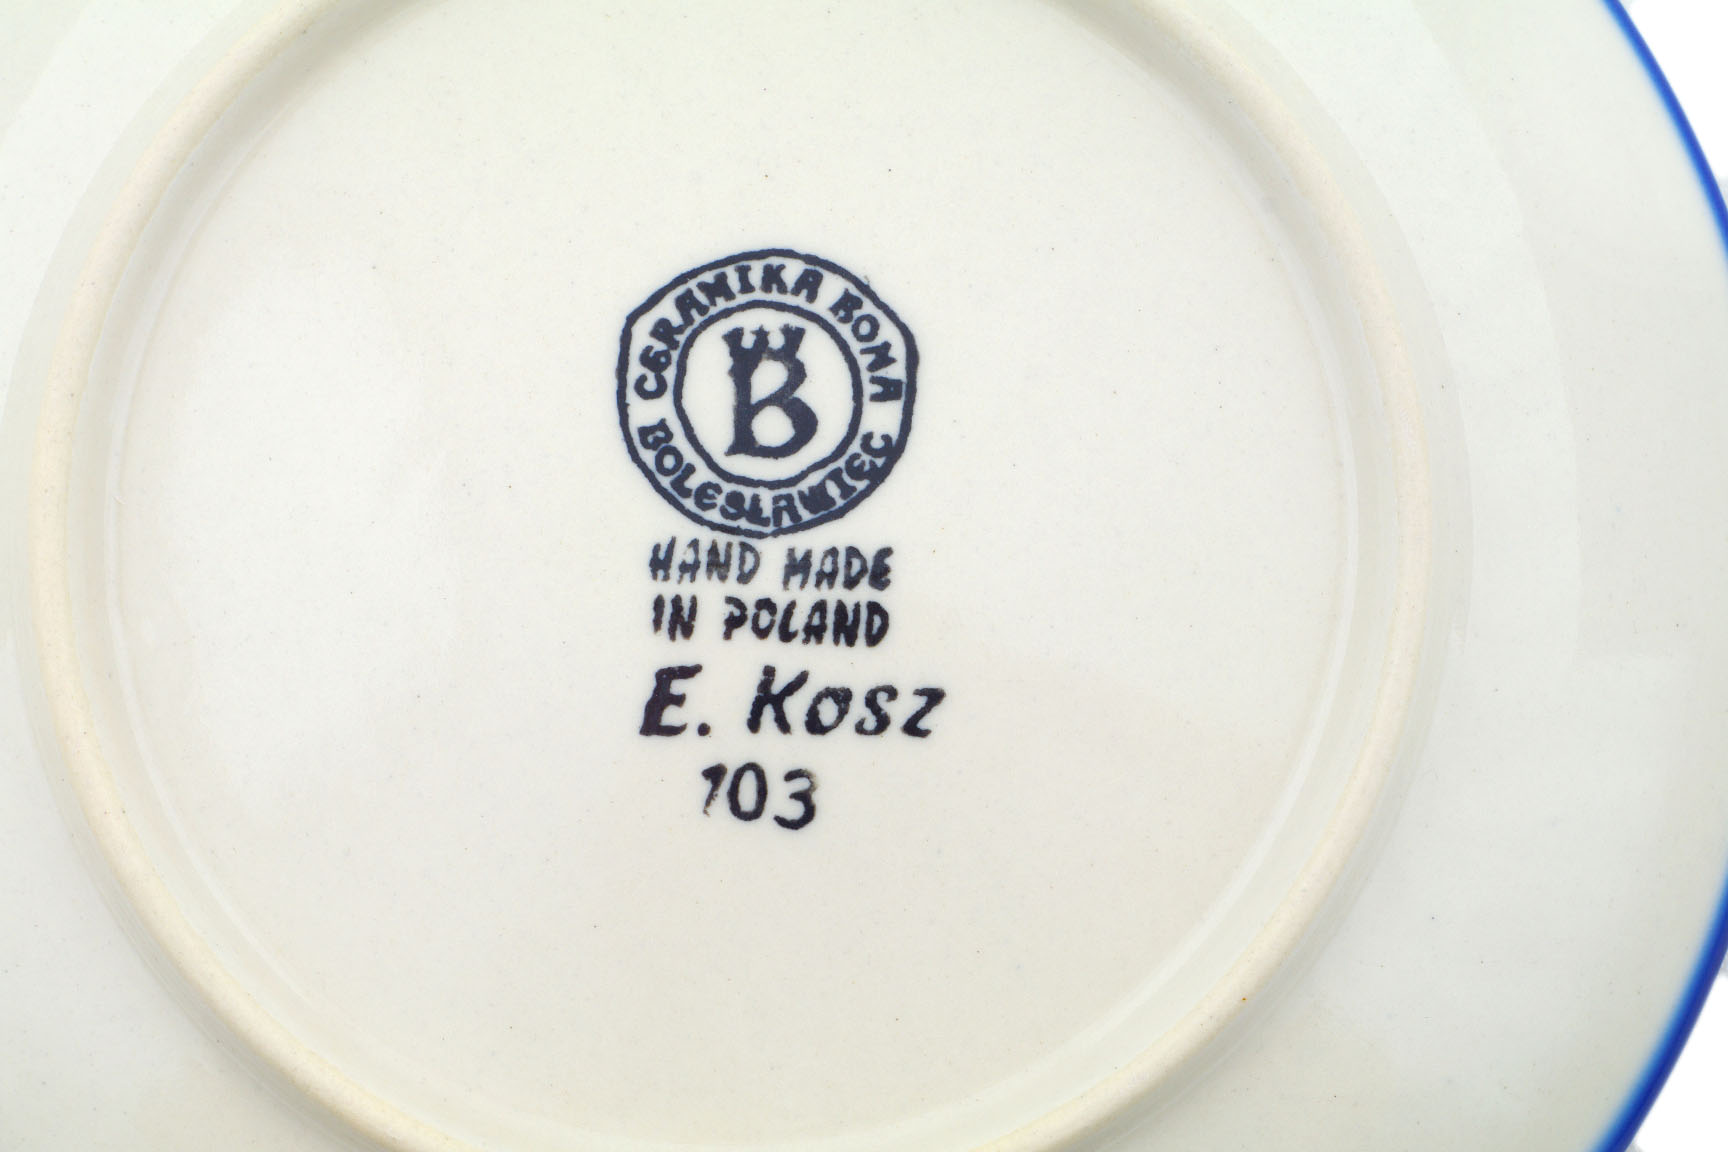 CERAMIKA BONA
B
BOLESŁAWIEC
HAND MADE
IN POLAND
E. Kosz
103